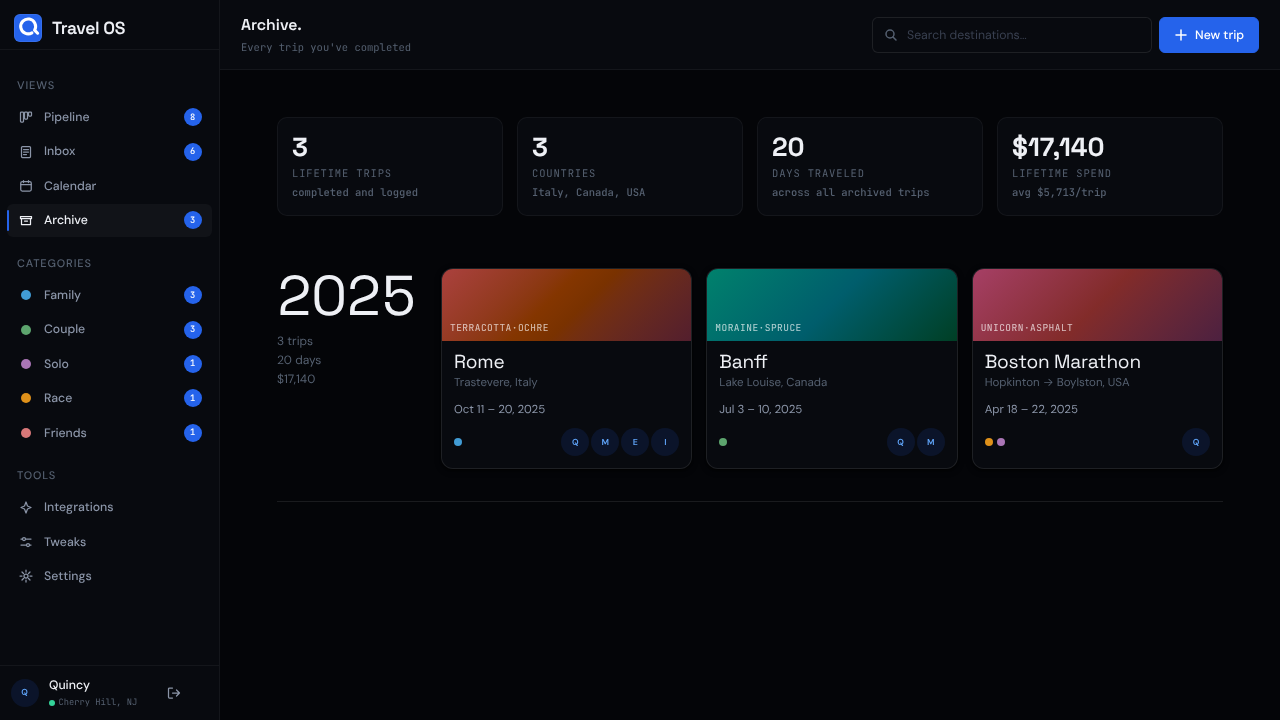 Travel OS
VIEWS
Pipeline 8
Inbox 6
Calendar
Archive 3
CATEGORIES
Family 3
Couple 3
Solo 1
Race 1
Friends 1
TOOLS
Integrations
Tweaks
Settings
Q
Quincy
Cherry Hill, NJ
Archive.
Every trip you've completed
Search destinations…
New trip
3
LIFETIME TRIPS
completed and logged
3
COUNTRIES
Italy, Canada, USA
20
DAYS TRAVELED
across all archived trips
$17,140
LIFETIME SPEND
avg $5,713/trip
2025
3 trips
20 days
$17,140
TERRACOTTA·OCHRE
Rome
Trastevere, Italy
Oct 11 – 20, 2025
Q M E I
MORAINE·SPRUCE
Banff
Lake Louise, Canada
Jul 3 – 10, 2025
Q M
UNICORN·ASPHALT
Boston Marathon
Hopkinton → Boylston, USA
Apr 18 – 22, 2025
Q